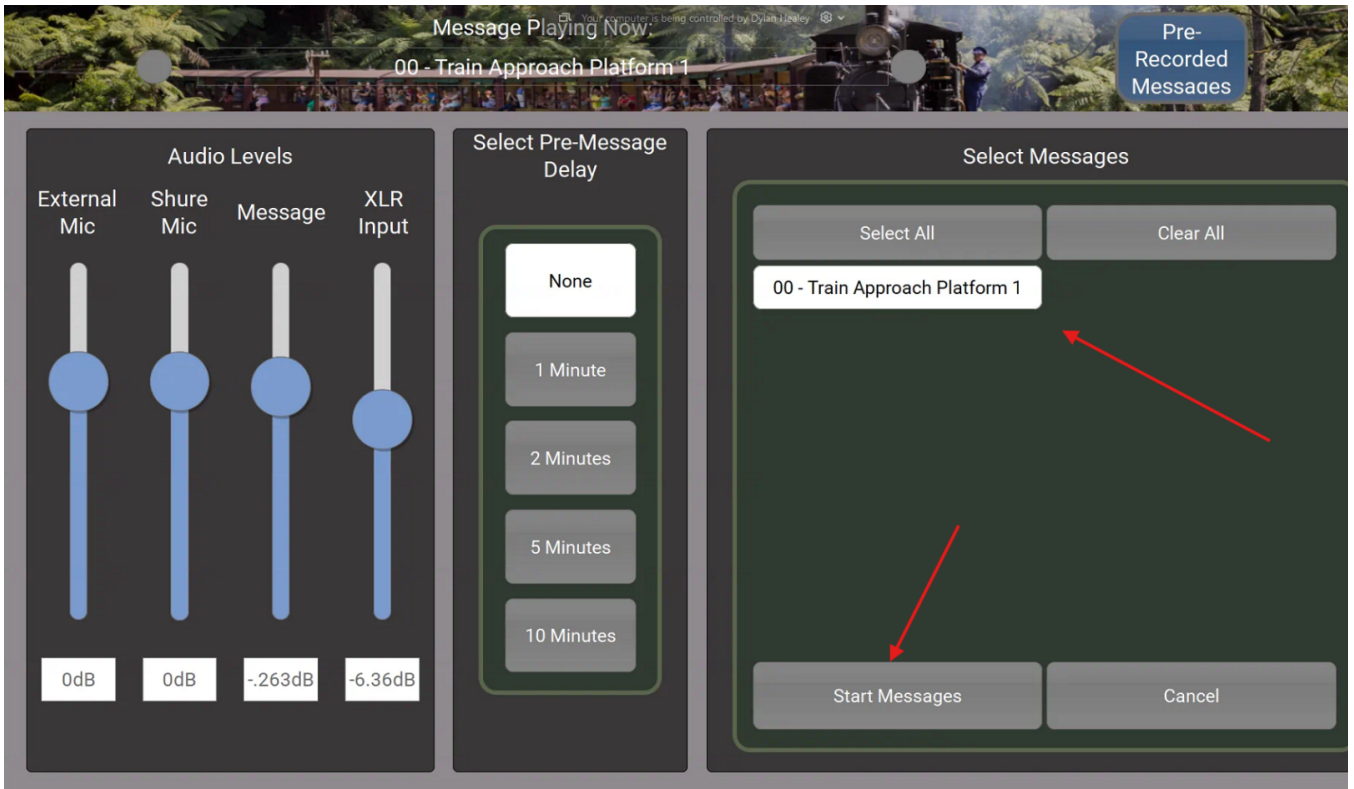 Your computer is being controlled by Dylan Healey
Message Playing Now:
00 - Train Approach Platform 1
Pre-
Recorded
Messages
Audio Levels
External
Mic
Shure
Mic
Message
XLR
Input
0dB
0dB
-.263dB
-6.36dB
Select Pre-Message
Delay
None
1 Minute
2 Minutes
5 Minutes
10 Minutes
Select Messages
Select All
Clear All
00 - Train Approach Platform 1
Start Messages
Cancel